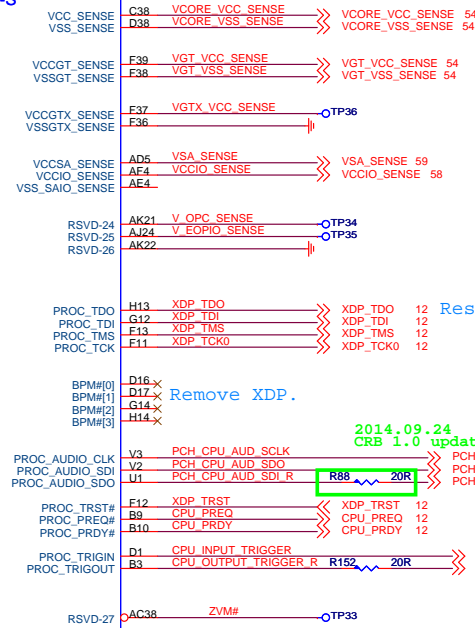 -S
VCC_SENSE C38 VCORE_VCC_SENSE VCORE_VCC_SENSE 54
VSS_SENSE D38 VCORE_VSS_SENSE VCORE_VSS_SENSE 54
VCCGT_SENSE F39 VGT_VCC_SENSE VGT_VCC_SENSE 54
VSSGT_SENSE F38 VGT_VSS_SENSE VGT_VSS_SENSE 54
VCCGTX_SENSE F37 VGTX_VCC_SENSE TP36
VSSGTX_SENSE F36
VCCSA_SENSE AD5 VSA_SENSE VSA_SENSE 59
VCCIO_SENSE AF4 VCCIO_SENSE VCCIO_SENSE 58
VSS_SAIO_SENSE AE4
RSVD-24 AK21 V_OPC_SENSE TP34
RSVD-25 AJ24 V_EOPIO_SENSE TP35
RSVD-26 AK22
PROC_TDO H13 XDP_TDO XDP_TDO 12 Res
PROC_TDI G12 XDP_TDI XDP_TDI 12
PROC_TMS F13 XDP_TMS XDP_TMS 12
PROC_TCK F11 XDP_TCK0 XDP_TCK0 12
BPM#[0] D16
BPM#[1] D17 Remove XDP.
BPM#[2] G14
BPM#[3] H14
2014.09.24
CRB 1.0 updat
PROC_AUDIO_CLK V3 PCH_CPU_AUD_SCLK PCH
PROC_AUDIO_SDI V2 PCH_CPU_AUD_SDO PCH
PROC_AUDIO_SDO U1 PCH_CPU_AUD_SDI_R R88 20R PCH
PROC_TRST# F12 XDP_TRST XDP_TRST 12
PROC_PREQ# B9 CPU_PREQ CPU_PREQ 12
PROC_PRDY# B10 CPU_PRDY CPU_PRDY 12
PROC_TRIGIN D1 CPU_INPUT_TRIGGER
PROC_TRIGOUT B3 CPU_OUTPUT_TRIGGER_R R152 20R
RSVD-27 AC38 ZVM# TP33